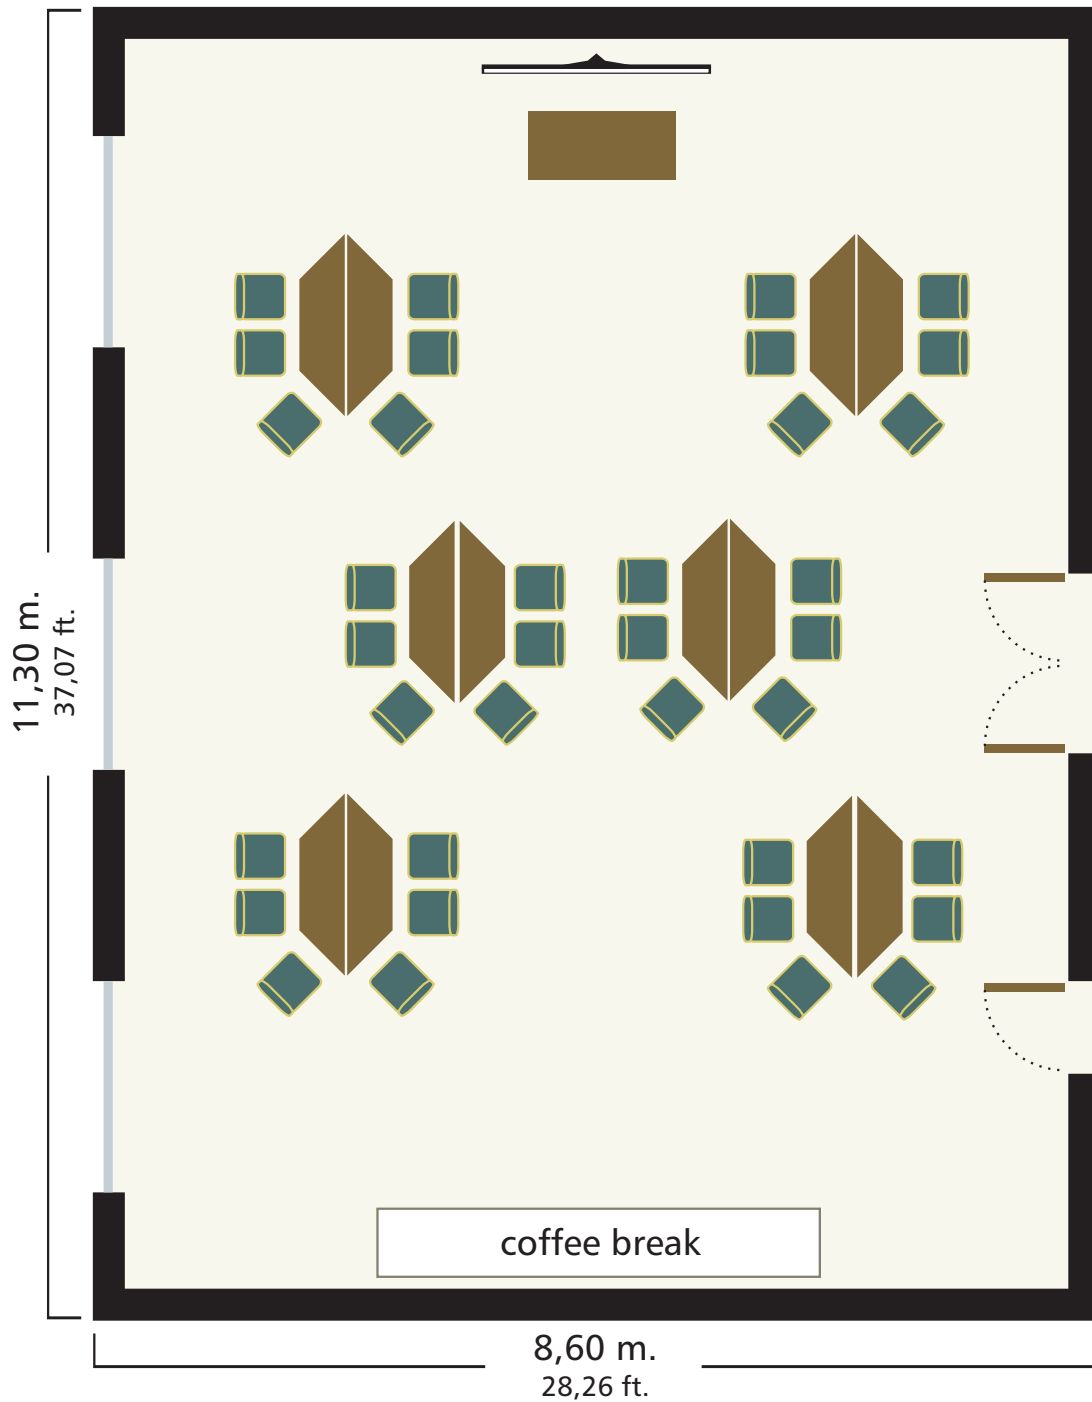 11,30 m.
37,07 ft.
coffee break
8,60 m.
28,26 ft.